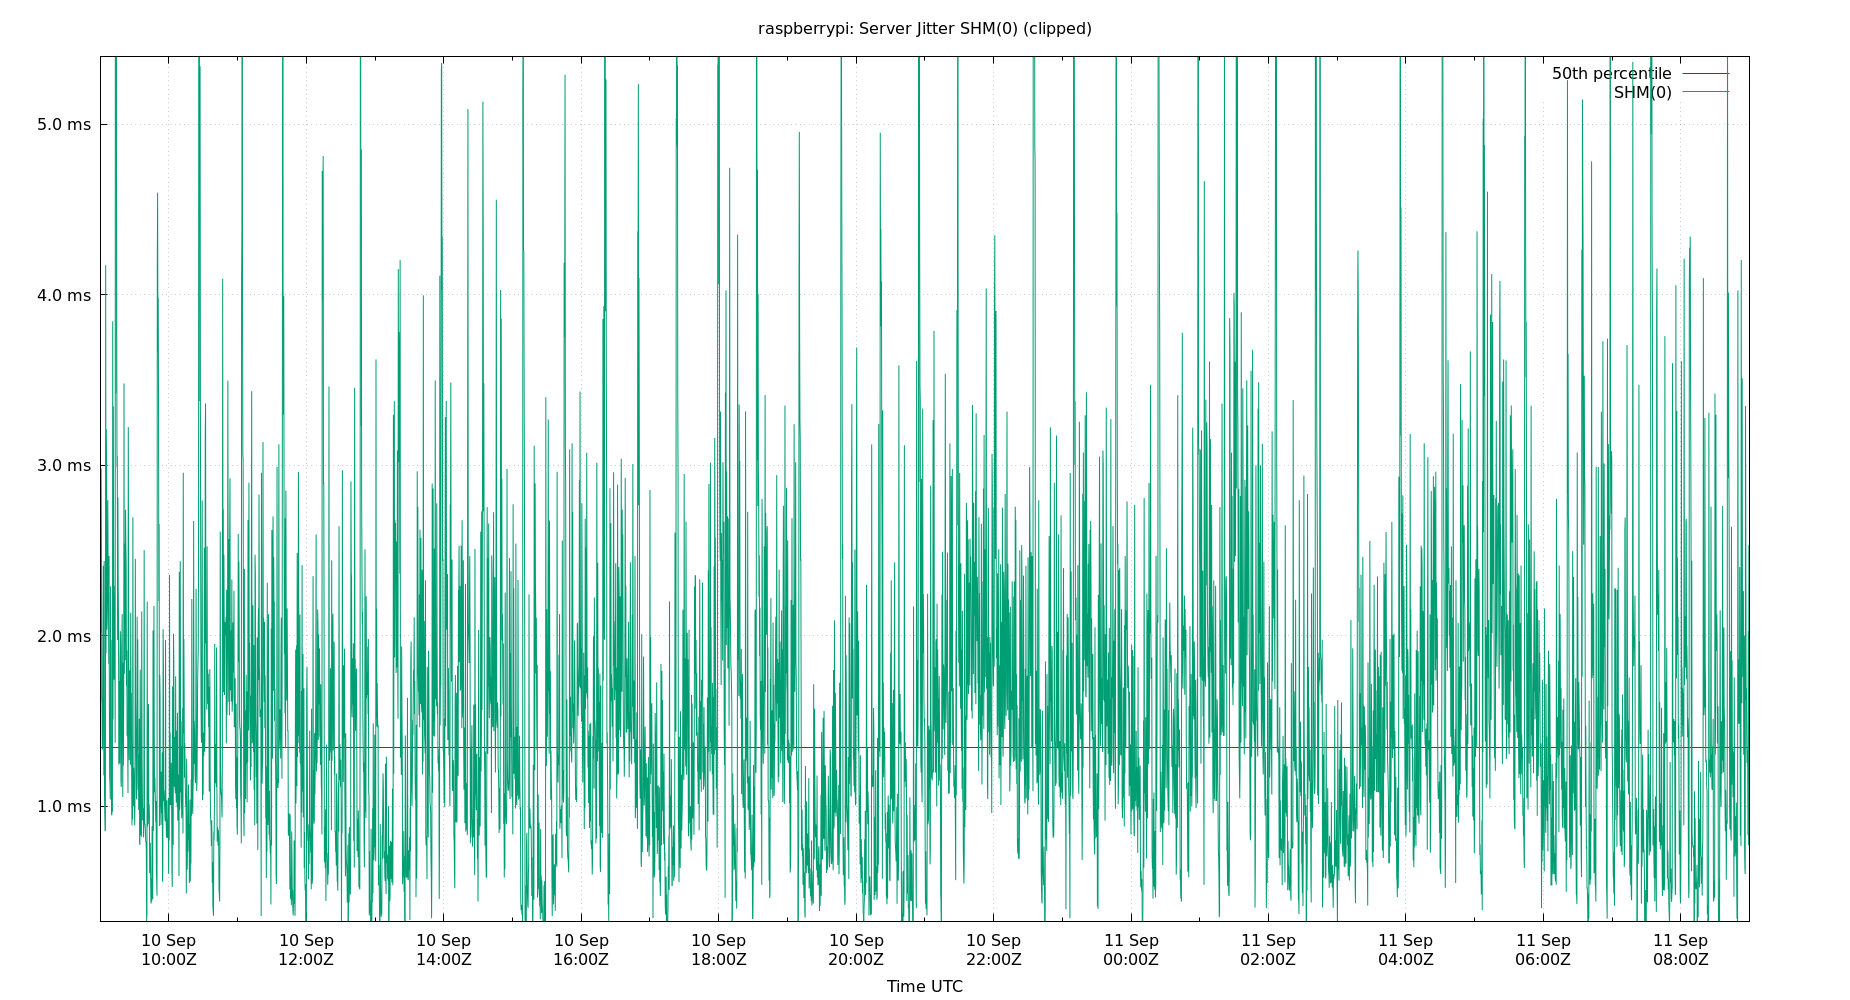 raspberrypi: Server Jitter SHM(0) (clipped)
50th percentile
SHM(0)
5.0 ms
4.0 ms
3.0 ms
2.0 ms
1.0 ms
10 Sep 10 Sep 10 Sep 10 Sep 10 Sep 10 Sep 10 Sep 11 Sep 11 Sep 11 Sep 11 Sep 11 Sep
10:00Z 12:00Z 14:00Z 16:00Z 18:00Z 20:00Z 22:00Z 00:00Z 02:00Z 04:00Z 06:00Z 08:00Z
Time UTC